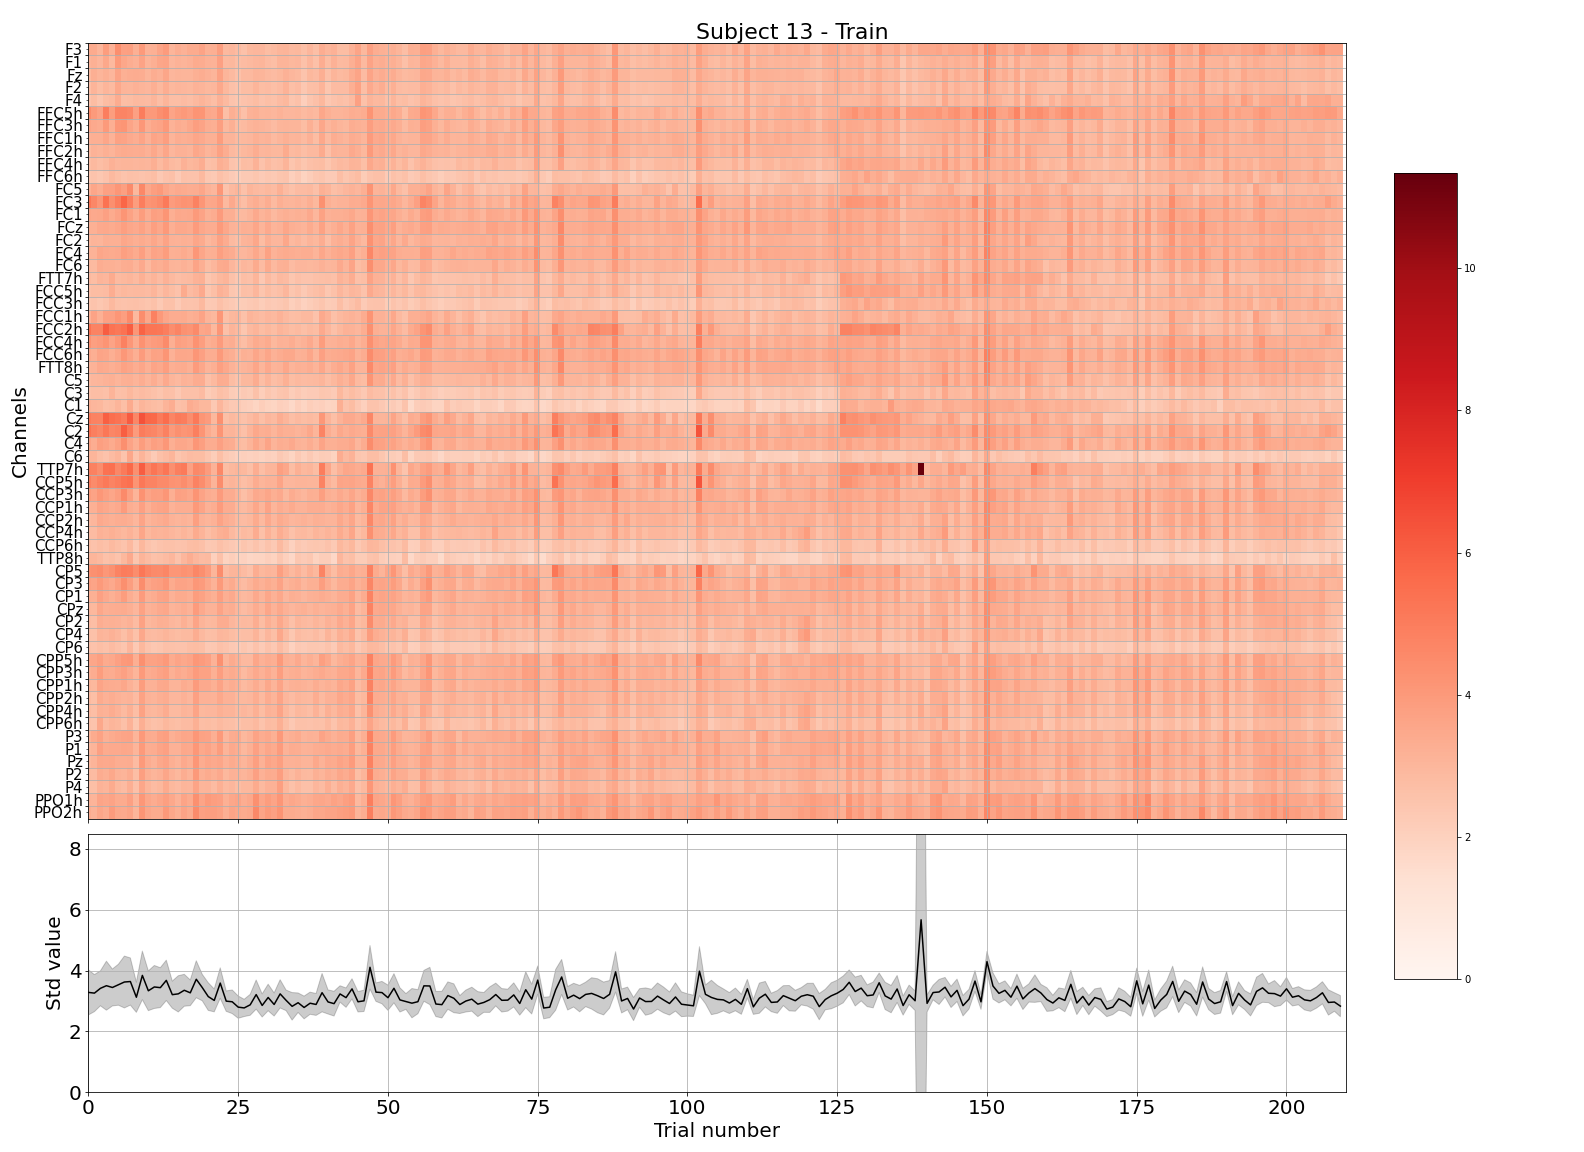 Subject 13 - Train
Channels
F3
F1
Fz
F2
F4
FFC5h
FFC3h
FFC1h
FFC2h
FFC4h
FFC6h
FC5
FC3
FC1
FCz
FC2
FC4
FC6
FTT7h
FCC5h
FCC3h
FCC1h
FCC2h
FCC4h
FCC6h
FTT8h
C5
C3
C1
Cz
C2
C4
C6
TTP7h
CCP5h
CCP3h
CCP1h
CCP2h
CCP4h
CCP6h
TTP8h
CP5
CP3
CP1
CPz
CP2
CP4
CP6
CPP5h
CPP3h
CPP1h
CPP2h
CPP4h
CPP6h
P3
P1
Pz
P2
P4
PPO1h
PPO2h
10
8
6
4
2
0
Std value
8
6
4
2
0
0 25 50 75 100 125 150 175 200
Trial number